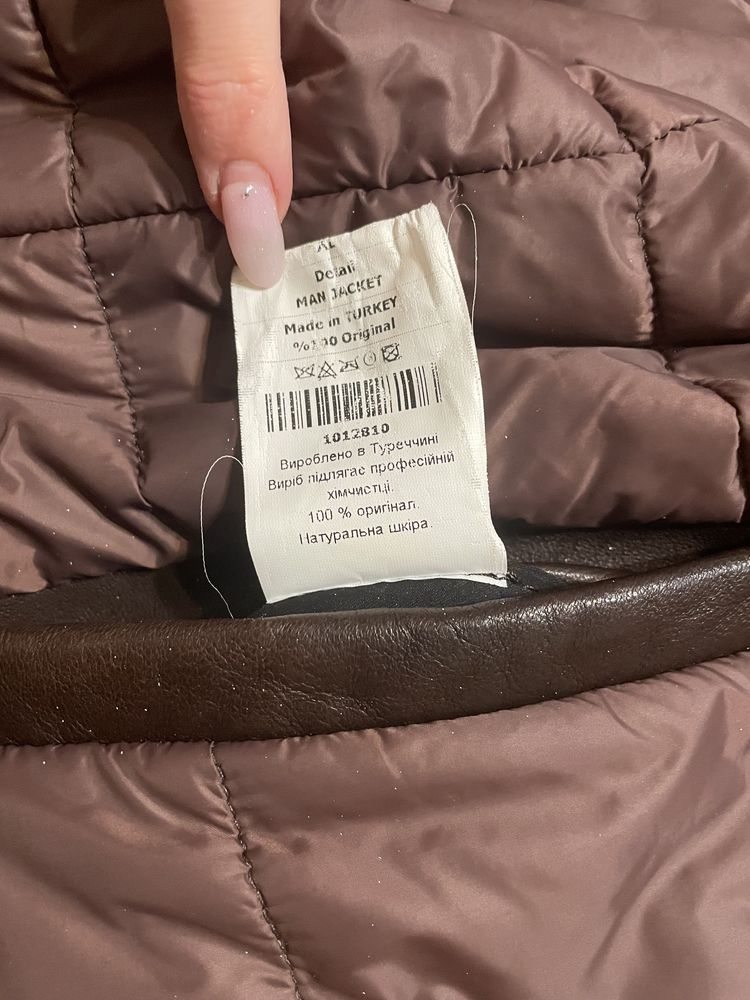 XL
Detail
MAN JACKET
Made in TURKEY
%100 Original
1012810
Вироблено в Туреччині
Виріб підлягає професійній
хімчистці.
100 % оригінал.
Натуральна шкіра.